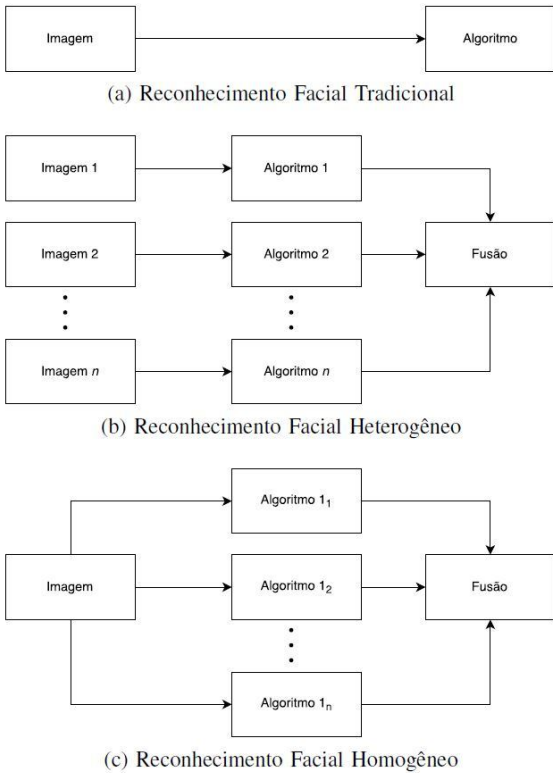 Imagem Algoritmo
(a) Reconhecimento Facial Tradicional
Imagem 1 Algoritmo 1
Imagem 2 Algoritmo 2 Fusão
Imagem n Algoritmo n
(b) Reconhecimento Facial Heterogêneo
Algoritmo 1₁
Imagem Algoritmo 1₂ Fusão
Algoritmo 1ₙ
(c) Reconhecimento Facial Homogêneo